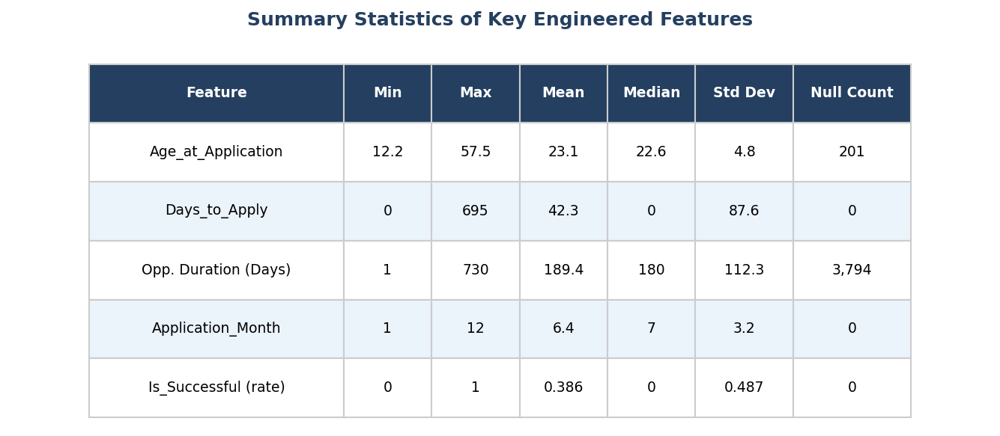 Summary Statistics of Key Engineered Features
Feature Min Max Mean Median Std Dev Null Count
Age_at_Application 12.2 57.5 23.1 22.6 4.8 201
Days_to_Apply 0 695 42.3 0 87.6 0
Opp. Duration (Days) 1 730 189.4 180 112.3 3,794
Application_Month 1 12 6.4 7 3.2 0
Is_Successful (rate) 0 1 0.386 0 0.487 0